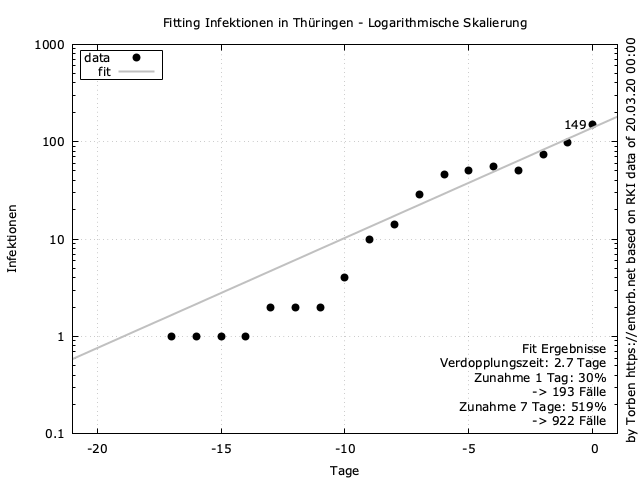 Fitting Infektionen in Thüringen - Logarithmische Skalierung
1000
data
fit
149
100
10
1
0.1
Infektionen
Fit Ergebnisse
Verdopplungszeit: 2.7 Tage
Zunahme 1 Tag: 30%
-> 193 Fälle
Zunahme 7 Tage: 519%
-> 922 Fälle
-20 -15 -10 -5 0
Tage
by Torben https://entorb.net based on RKI data of 20.03.20 00:00